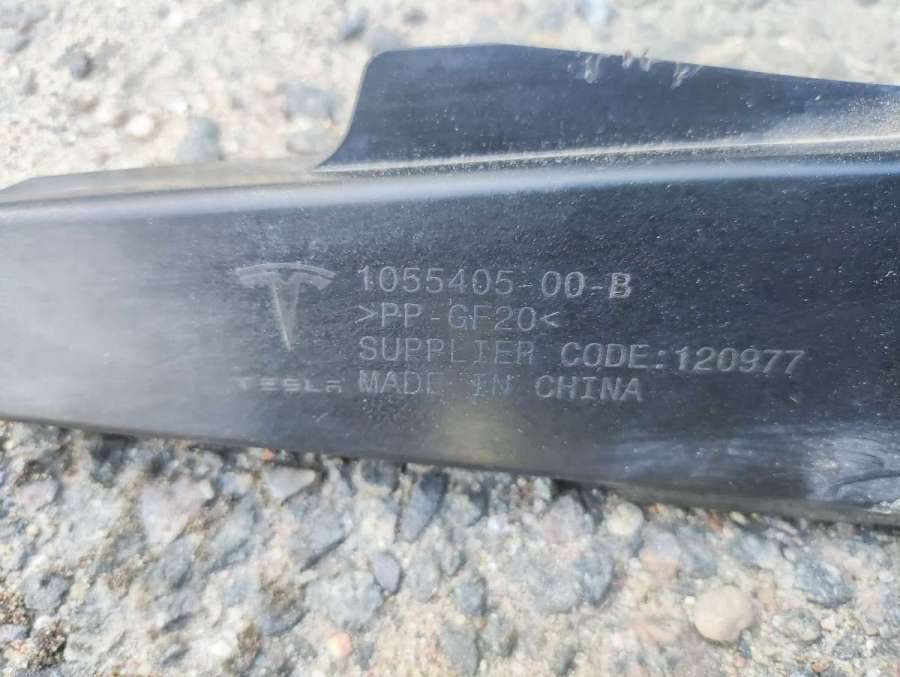 1055405-00-B
>PP-GF20<
SUPPLIER CODE:120977
TESLA MADE IN CHINA